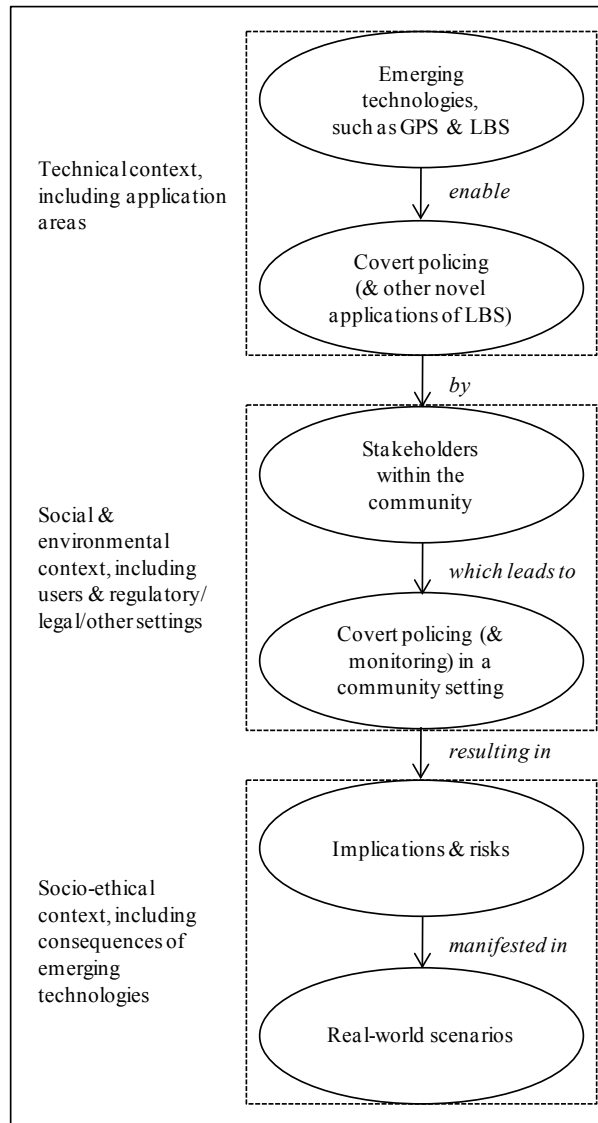 Emerging
technologies,
such as GPS & LBS
Technical context,
including application
areas
enable
Covert policing
(& other novel
applications of LBS)
by
Stakeholders
within the
community
Social &
environmental
context, including
users & regulatory/
legal/other settings
which leads to
Covert policing (&
monitoring) in a
community setting
resulting in
Implications & risks
Socio-ethical
context, including
consequences of
emerging
technologies
manifested in
Real-world scenarios